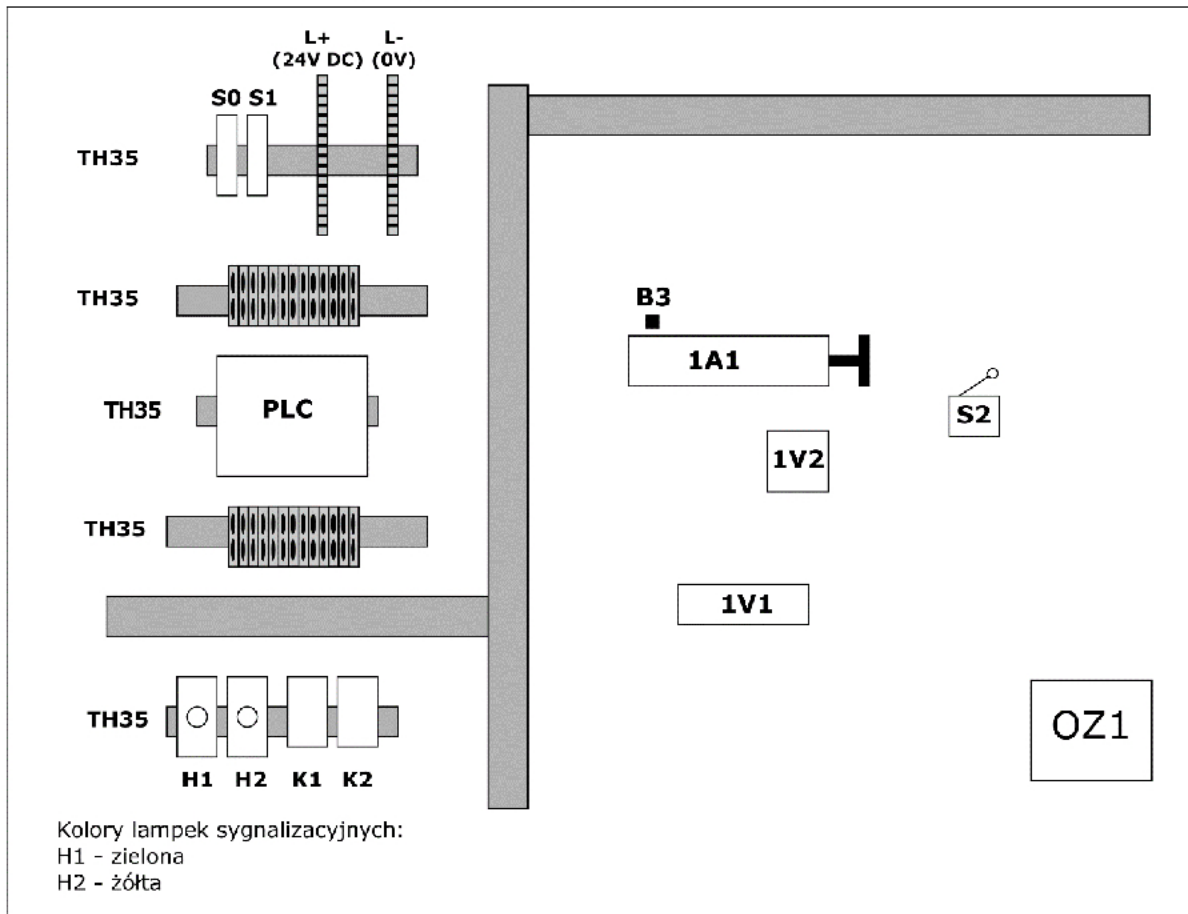 L+ L-
(24V DC) (0V)
S0 S1
TH35
TH35
B3
1A1
PLC
TH35
S2
1V2
TH35
1V1
OZ1
TH35
H1 H2 K1 K2
Kolory lampek sygnalizacyjnych:
H1 - zielona
H2 - żółta